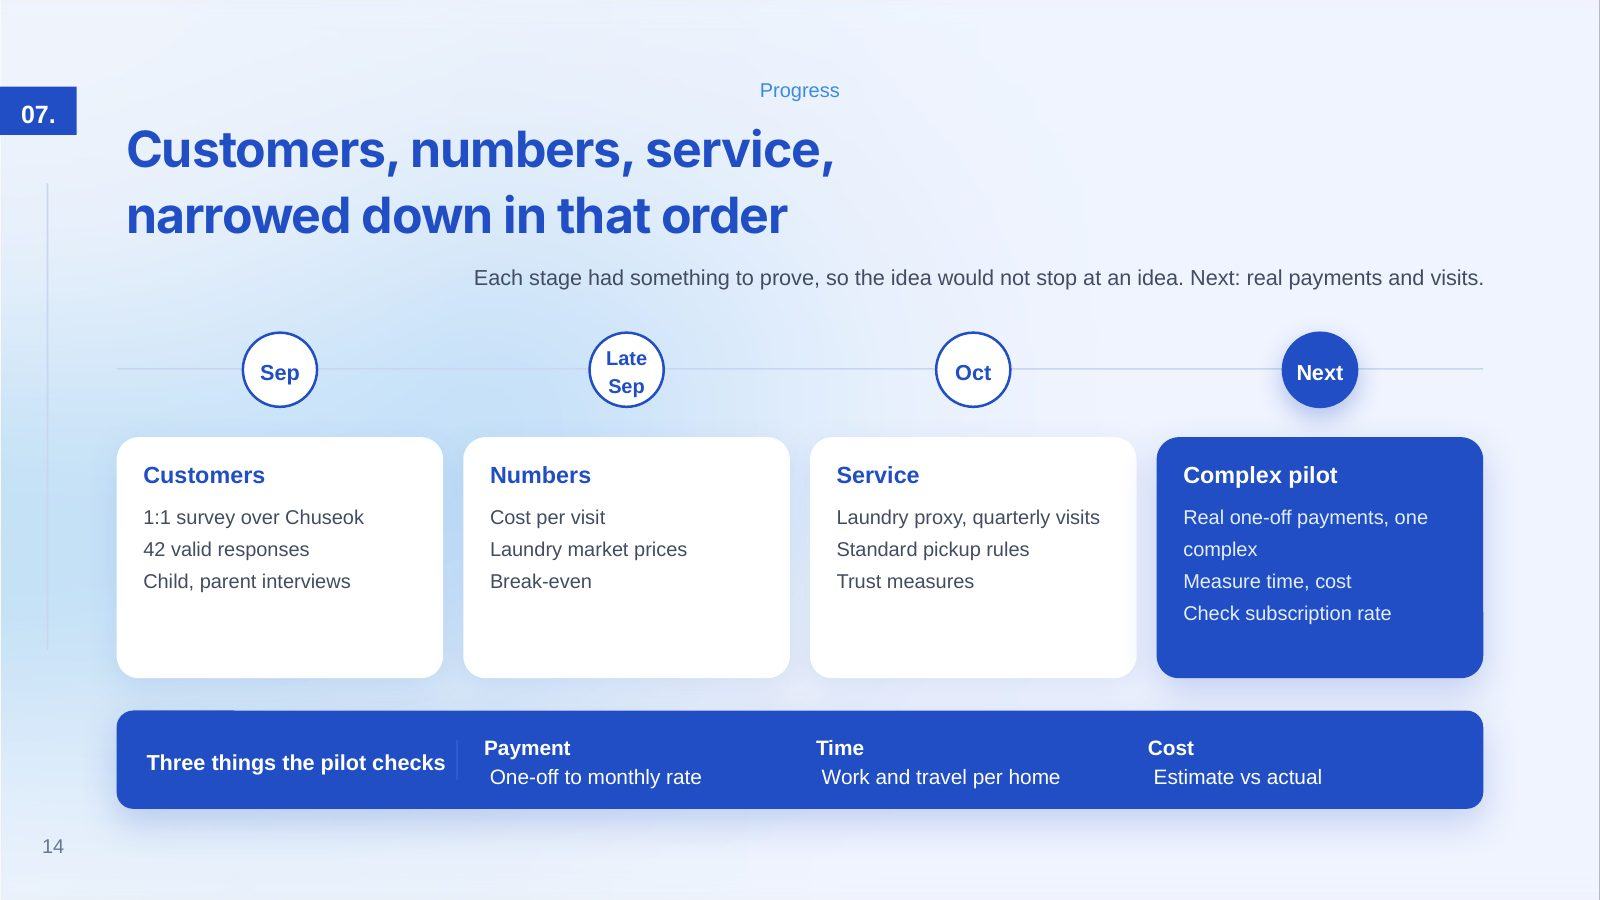 Progress
07.
Customers, numbers, service,
narrowed down in that order
Each stage had something to prove, so the idea would not stop at an idea. Next: real payments and visits.
Sep
Late
Sep
Oct
Next
Customers
1:1 survey over Chuseok
42 valid responses
Child, parent interviews
Numbers
Cost per visit
Laundry market prices
Break-even
Service
Laundry proxy, quarterly visits
Standard pickup rules
Trust measures
Complex pilot
Real one-off payments, one
complex
Measure time, cost
Check subscription rate
Three things the pilot checks
Payment
One-off to monthly rate
Time
Work and travel per home
Cost
Estimate vs actual
14